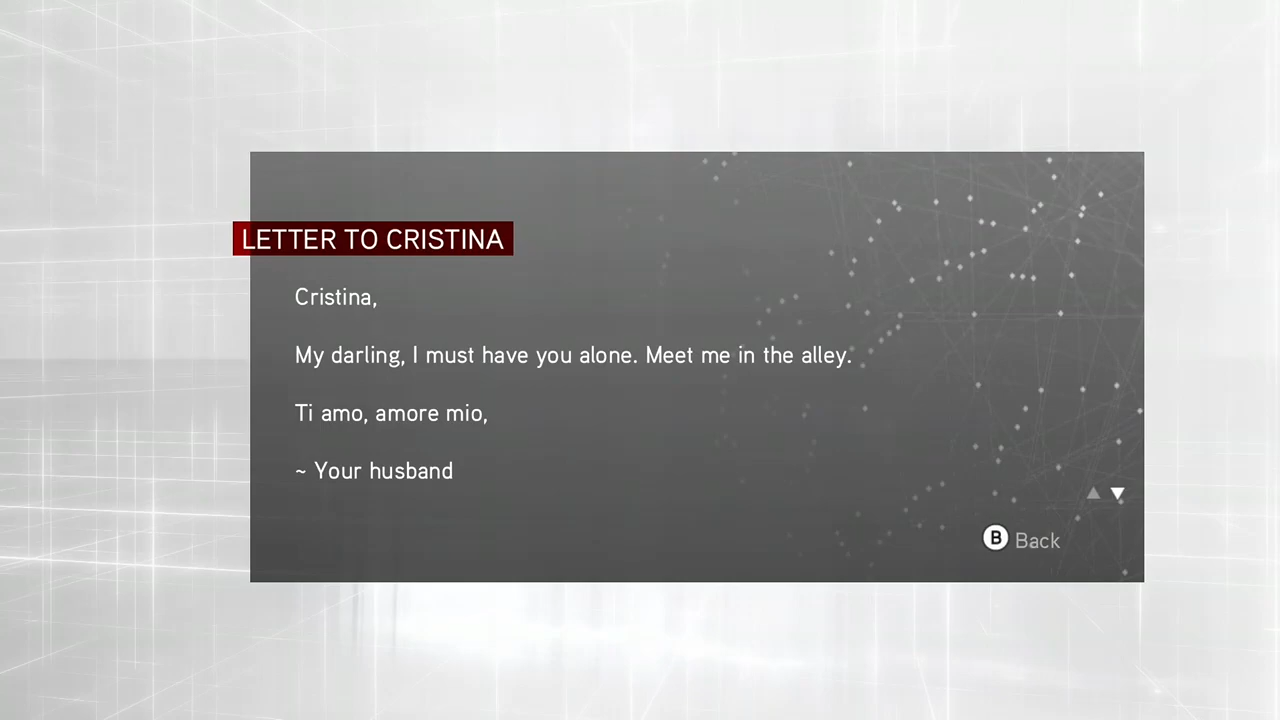 LETTER TO CRISTINA
Cristina,
My darling, I must have you alone. Meet me in the alley.
Ti amo, amore mio,
~ Your husband
B Back